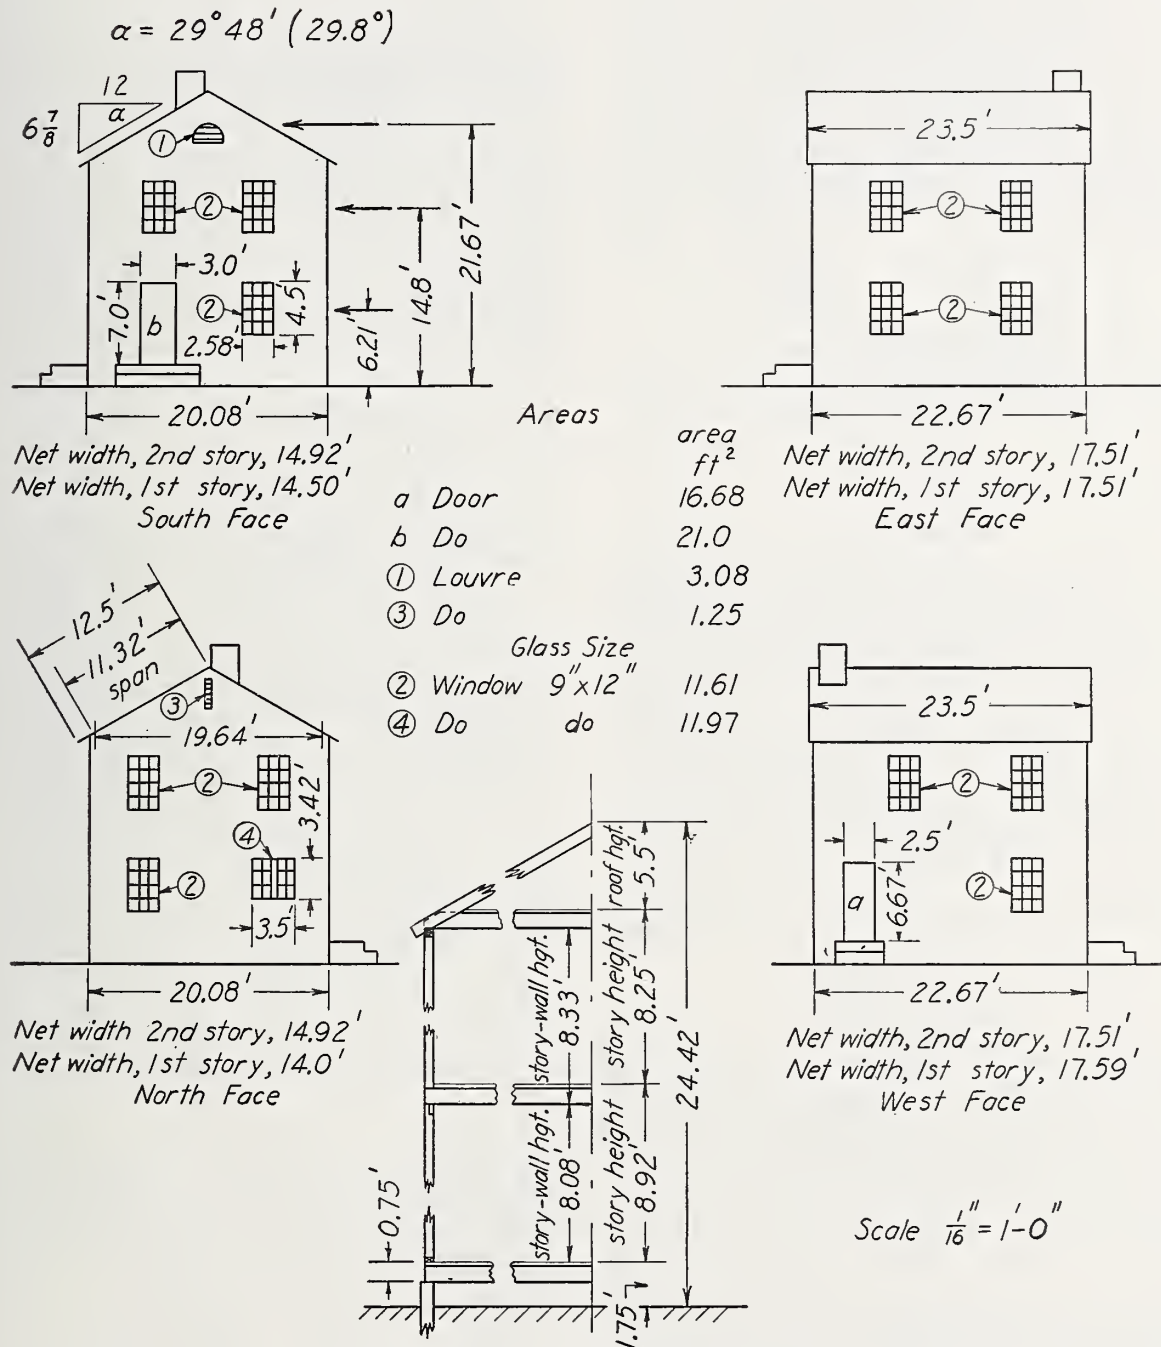 α = 29°48' (29.8°)
12
α
6 7/8
①
②
3.0'
7.0'
b
②
2.58'
4.5'
6.21'
14.8'
21.67'
20.08'
Net width, 2nd story, 14.92'
Net width, 1st story, 14.50'
South Face
23.5'
②
②
22.67'
Net width, 2nd story, 17.51'
Net width, 1st story, 17.51'
East Face
Areas
area
ft²
a Door 16.68
b Do 21.0
① Louvre 3.08
③ Do 1.25
Glass Size
② Window 9"x12" 11.61
④ Do do 11.97
12.5'
11.32'
span
③
19.64'
②
3.42'
④
②
3.5'
20.08'
Net width 2nd story, 14.92'
Net width, 1st story, 14.0'
North Face
23.5'
②
2.5'
a
6.67'
②
22.67'
Net width, 2nd story, 17.51'
Net width, 1st story, 17.59'
West Face
roof hgt.
5.5'
story-wall hgt.
8.33'
story height
8.25'
24.42'
story-wall hgt.
8.08'
story height
8.92'
0.75'
1.75'
Scale 1/16" = 1'-0"